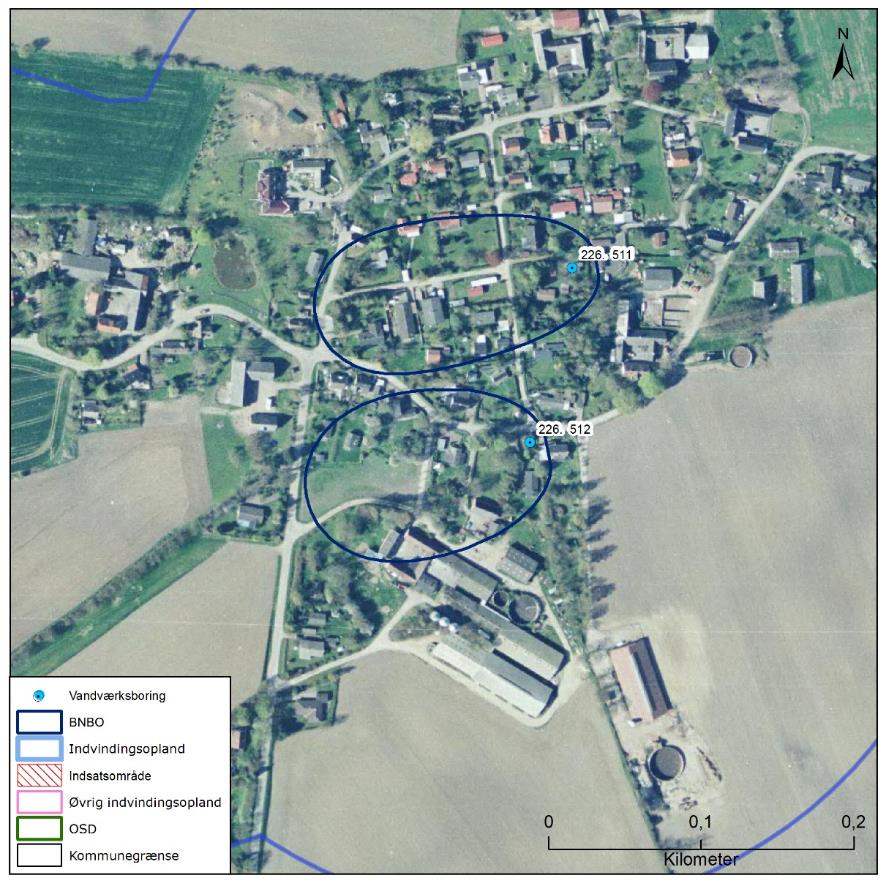 N
226. 511
226. 512
Vandværksboring
BNBO
Indvindingsopland
Indsatsområde
Øvrig indvindingsopland
OSD
Kommunegrænse
0 0,1 0,2
Kilometer